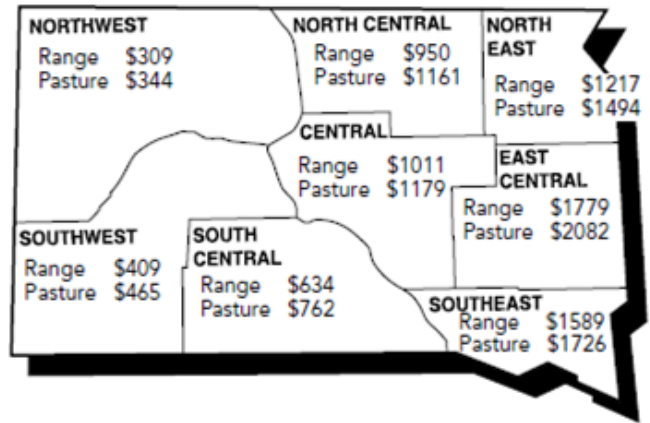 NORTHWEST
Range $309
Pasture $344
NORTH CENTRAL
Range $950
Pasture $1161
NORTH
EAST
Range $1217
Pasture $1494
CENTRAL
Range $1011
Pasture $1179
EAST
CENTRAL
Range $1779
Pasture $2082
SOUTHWEST
Range $409
Pasture $465
SOUTH
CENTRAL
Range $634
Pasture $762
SOUTHEAST
Range $1589
Pasture $1726